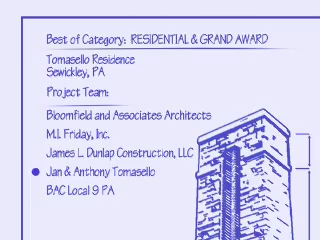 Best of Category: RESIDENTIAL & GRAND AWARD
Tomasello Residence
Sewickley, PA
Project Team:
Bloomfield and Associates Architects
M.I. Friday, Inc.
James L. Dunlap Construction, LLC
Jan & Anthony Tomasello
BAC Local 9 PA